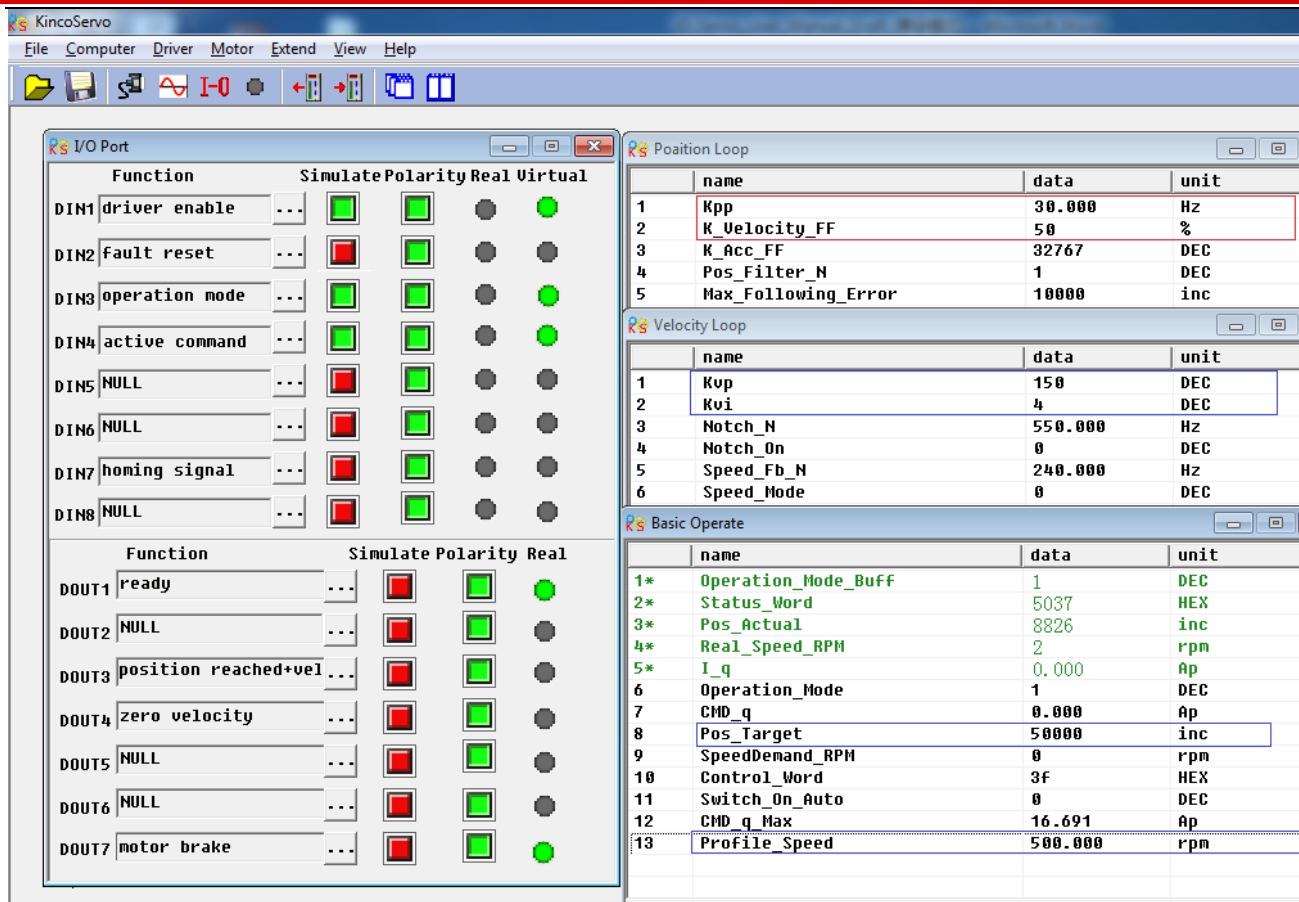 KincoServo
File Computer Driver Motor Extend View Help
I-O
I/O Port
Function Simulate Polarity Real Virtual
DIN1 driver enable ...
DIN2 fault reset ...
DIN3 operation mode ...
DIN4 active command ...
DIN5 NULL ...
DIN6 NULL ...
DIN7 homing signal ...
DIN8 NULL ...
Function Simulate Polarity Real
DOUT1 ready ...
DOUT2 NULL ...
DOUT3 position reached+vel ...
DOUT4 zero velocity ...
DOUT5 NULL ...
DOUT6 NULL ...
DOUT7 motor brake ...
Poaition Loop
name data unit
1 Kpp 30.000 Hz
2 K_Velocity_FF 50 %
3 K_Acc_FF 32767 DEC
4 Pos_Filter_N 1 DEC
5 Max_Following_Error 10000 inc
Velocity Loop
name data unit
1 Kvp 150 DEC
2 Kvi 4 DEC
3 Notch_N 550.000 Hz
4 Notch_On 0 DEC
5 Speed_Fb_N 240.000 Hz
6 Speed_Mode 0 DEC
Basic Operate
name data unit
1* Operation_Mode_Buff 1 DEC
2* Status_Word 5037 HEX
3* Pos_Actual 8826 inc
4* Real_Speed_RPM 2 rpm
5* I_q 0.000 Ap
6 Operation_Mode 1 DEC
7 CMD_q 0.000 Ap
8 Pos_Target 50000 inc
9 SpeedDemand_RPM 0 rpm
10 Control_Word 3f HEX
11 Switch_On_Auto 0 DEC
12 CMD_q_Max 16.691 Ap
13 Profile_Speed 500.000 rpm